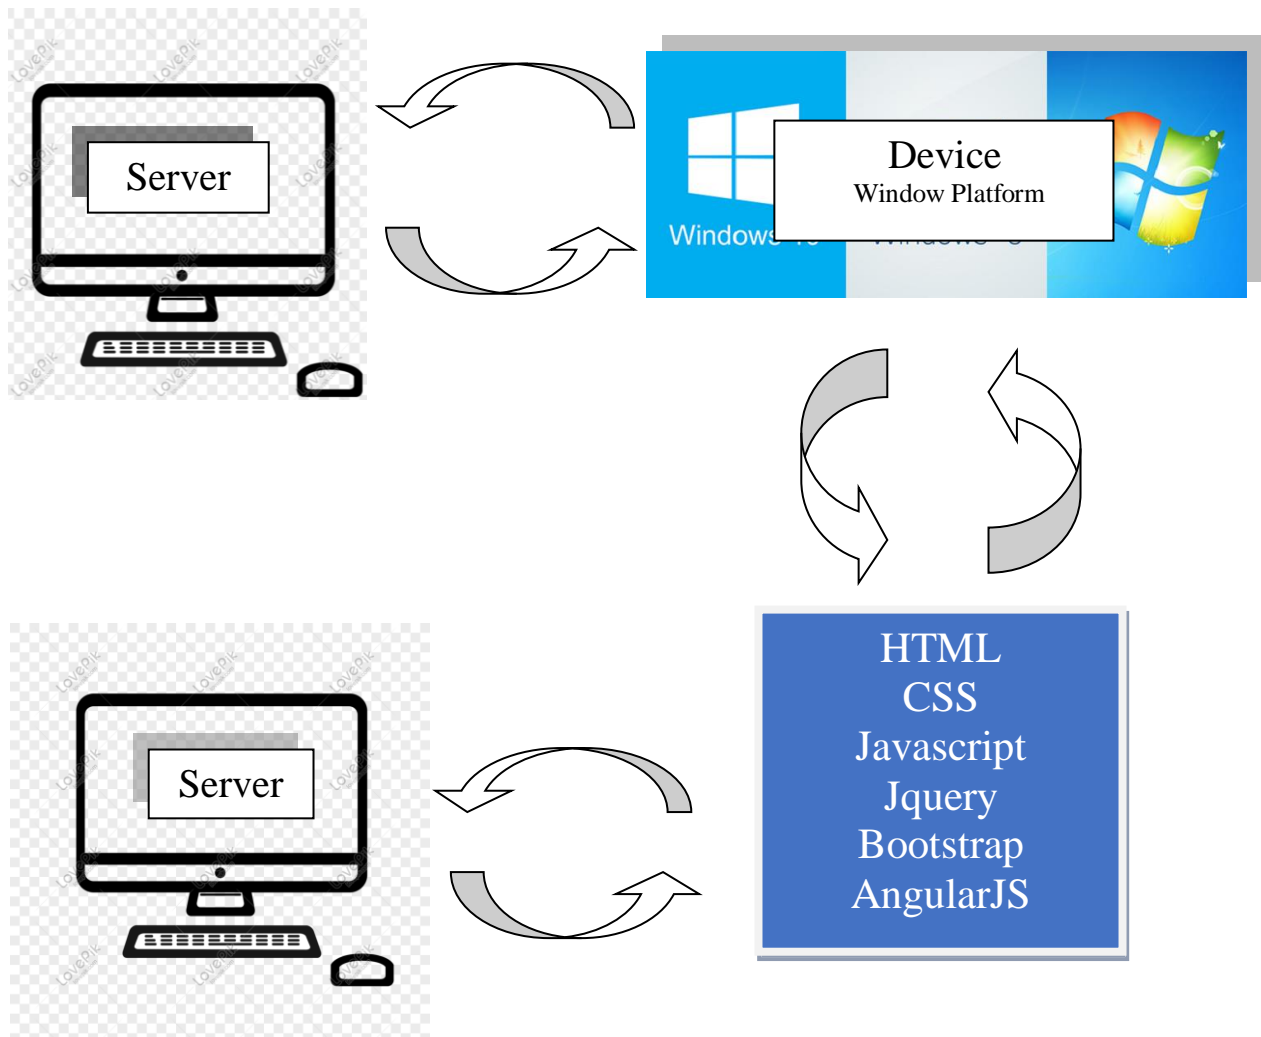 Server
Device
Window Platform
Windows
HTML
CSS
Javascript
Jquery
Bootstrap
AngularJS
Server